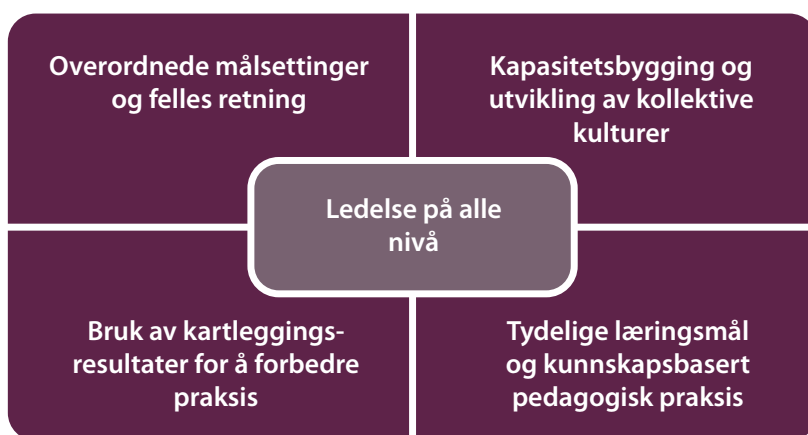 Overordnede målsettinger
og felles retning
Kapasitetsbygging og
utvikling av kollektive
kulturer
Ledelse på alle
nivå
Bruk av kartleggings-
resultater for å forbedre
praksis
Tydelige læringsmål
og kunnskapsbasert
pedagogisk praksis